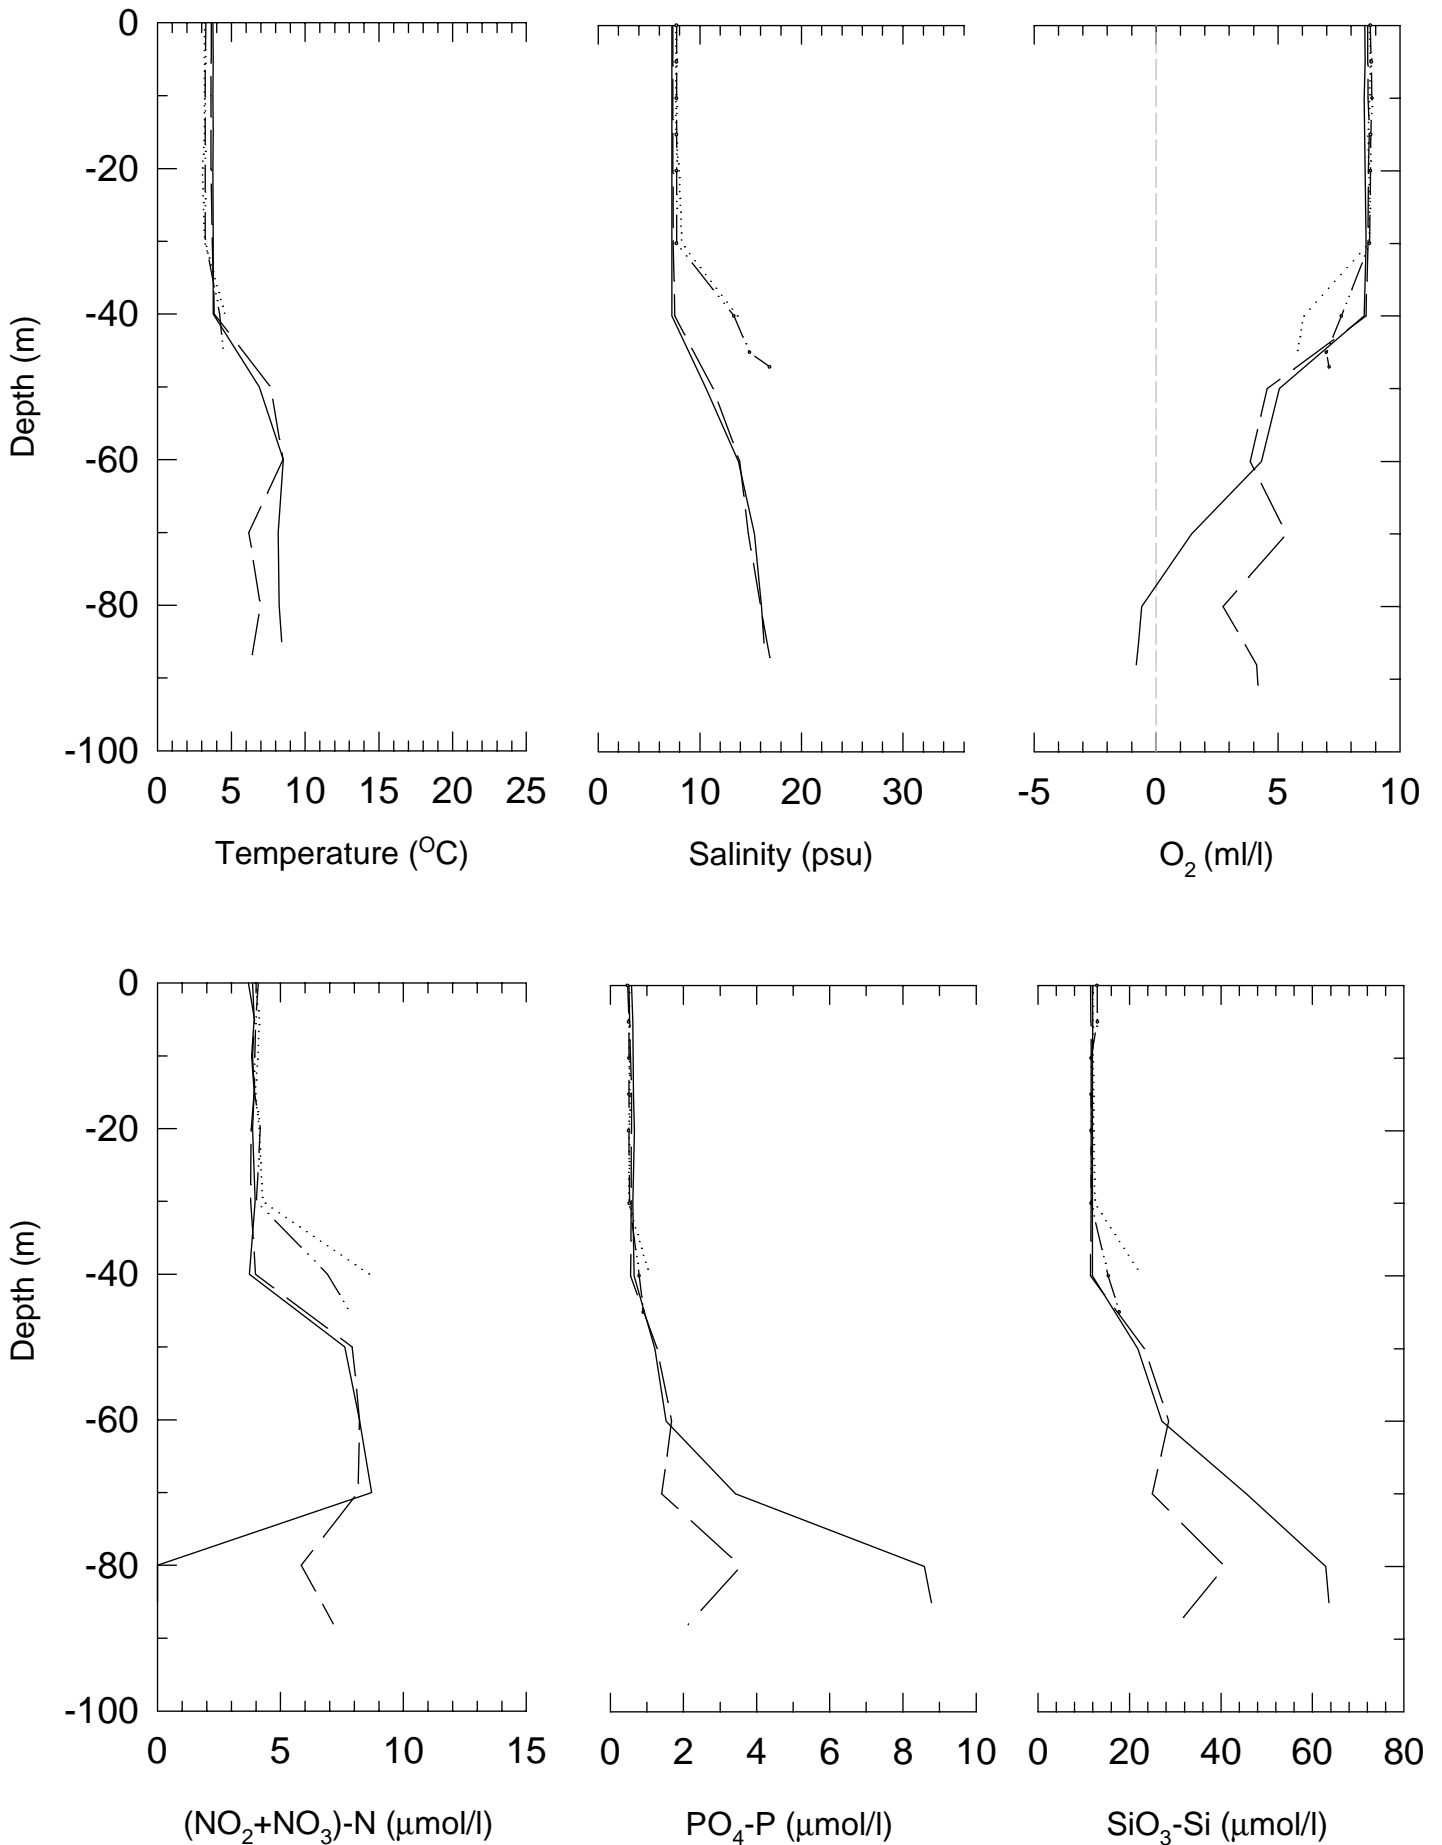 0
-20
-40
-60
-80
-100
Depth (m)
0 5 10 15 20 25
Temperature (°C)
0 10 20 30
Salinity (psu)
-5 0 5 10
O₂ (ml/l)
0
-20
-40
-60
-80
-100
Depth (m)
0 5 10 15
(NO₂+NO₃)-N (μmol/l)
0 2 4 6 8 10
PO₄-P (μmol/l)
0 20 40 60 80
SiO₃-Si (μmol/l)